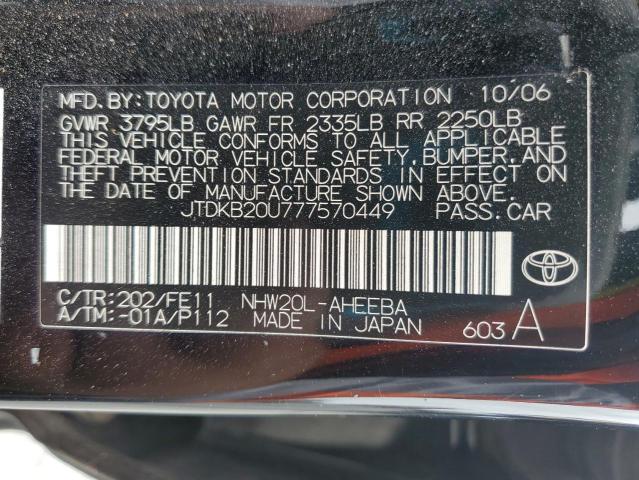 MFD. BY: TOYOTA MOTOR CORPORATION 10/06
GVWR 3795LB GAWR FR 2335LB RR 2250LB
THIS VEHICLE CONFORMS TO ALL APPLICABLE
FEDERAL MOTOR VEHICLE SAFETY, BUMPER, AND
THEFT PREVENTION STANDARDS IN EFFECT ON
THE DATE OF MANUFACTURE SHOWN ABOVE.
JTDKB20U777570449 PASS. CAR
C/TR: 202/FE11 NHW20L-AHEEBA
A/TM: -01A/P112 MADE IN JAPAN 603 A